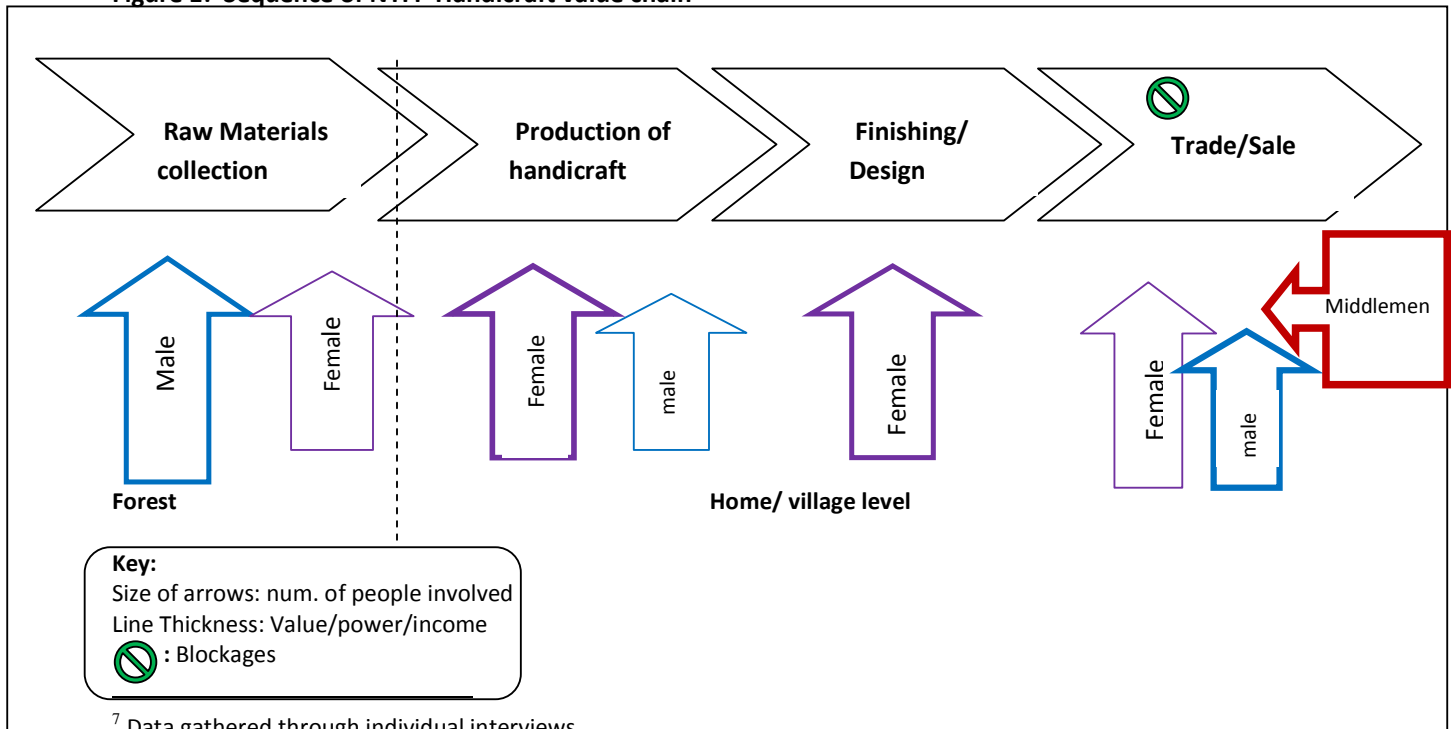 Raw Materials
collection
Production of
handicraft
Finishing/
Design
Trade/Sale
Male
Female
Female
male
Female
Female
male
Middlemen
Forest
Home/ village level
Key:
Size of arrows: num. of people involved
Line Thickness: Value/power/income
: Blockages
7 Data gathered through individual interviews